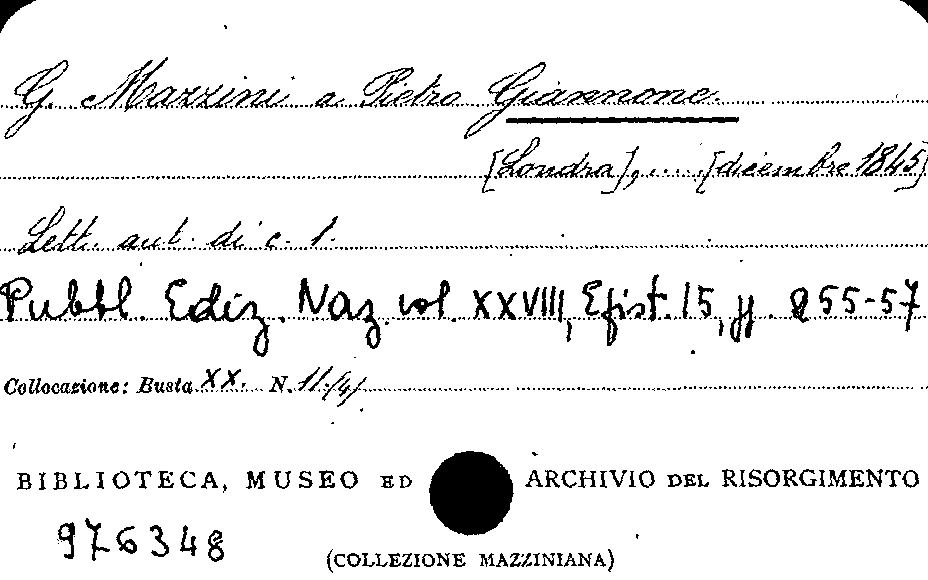 G. Mazzini a Pietro Giannone.
[Londra], ..... [dicembre 1845]
Lett. aut. di c. 1.
Pubbl. Ediz. Naz. vol. XXVIII, Epist. 15, pp. 255-57
Collocazione: Busta XX. N. 11/(4)
BIBLIOTECA, MUSEO ED ARCHIVIO DEL RISORGIMENTO
976348
(COLLEZIONE MAZZINIANA)